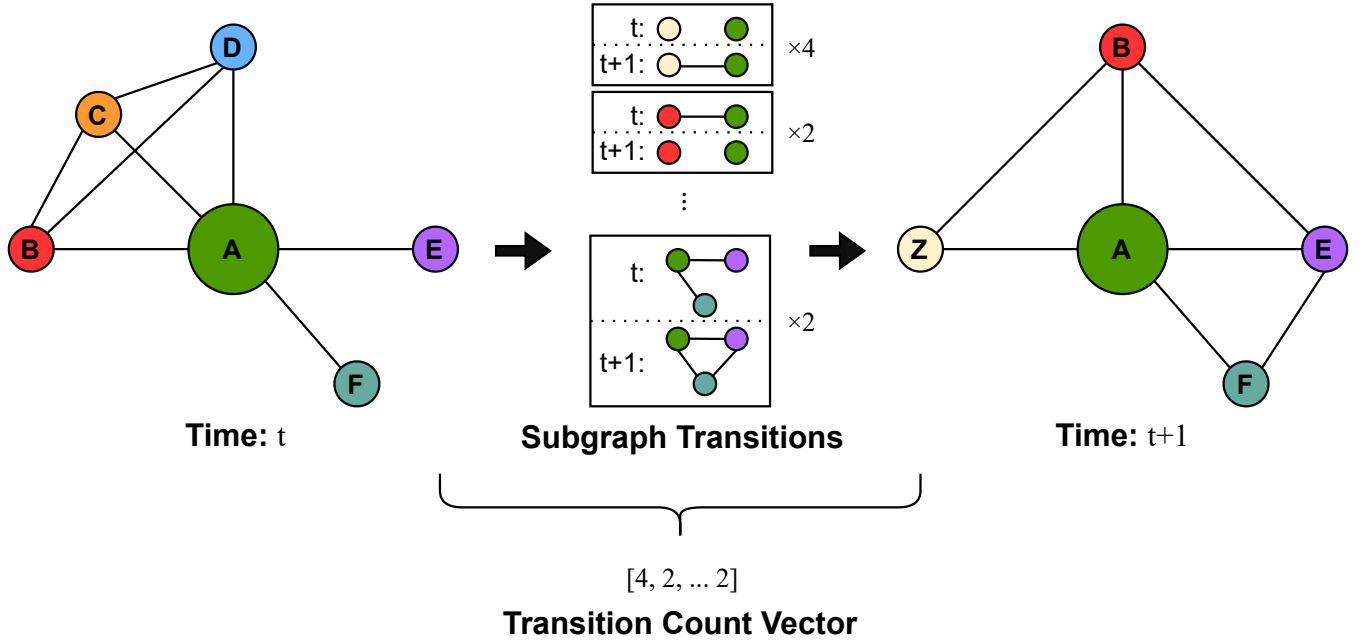 D
C
B
A
E
F
Time: t
t:
t+1:
×4
t:
t+1:
×2
⋮
t:
t+1:
×2
Subgraph Transitions
B
Z
A
E
F
Time: t+1
[4, 2, ... 2]
Transition Count Vector